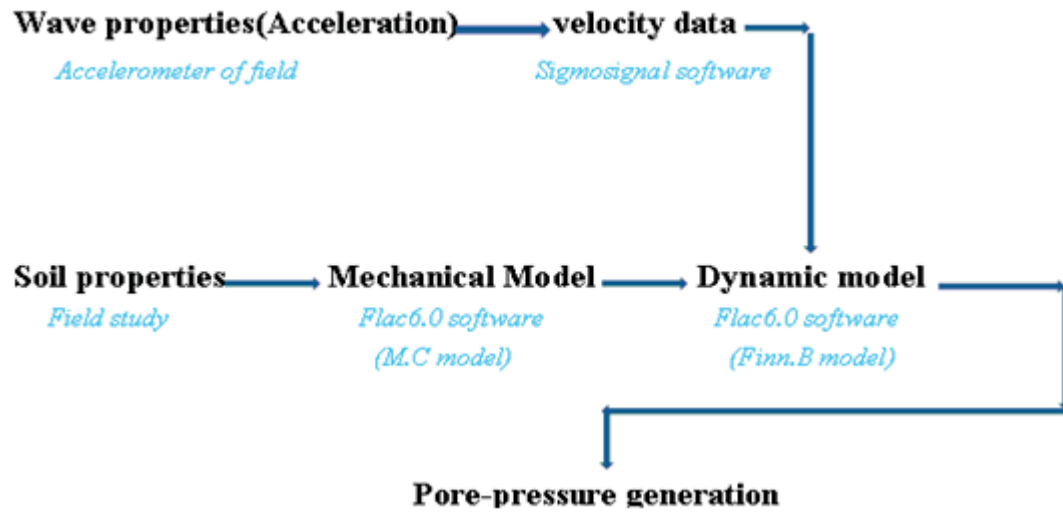 Wave properties(Acceleration) velocity data
Accelerometer of field Sigmosignal software
Soil properties Mechanical Model Dynamic model
Field study Flac6.0 software Flac6.0 software
(M.C model) (Finn.B model)
Pore-pressure generation